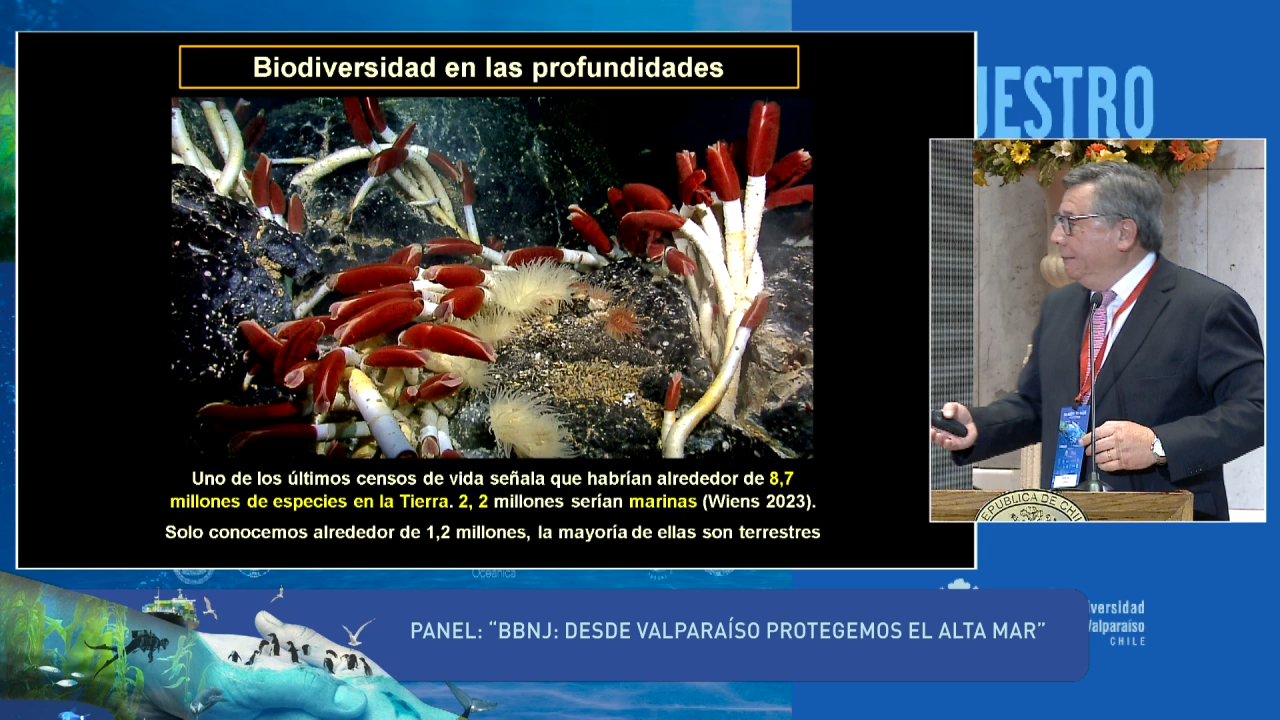 Biodiversidad en las profundidades
Uno de los últimos censos de vida señala que habrían alrededor de 8,7
millones de especies en la Tierra. 2, 2 millones serían marinas (Wiens 2023).
Solo conocemos alrededor de 1,2 millones, la mayoría de ellas son terrestres
UESTRO
EPUBLICA DE CHI
Oceánica
PANEL: “BBNJ: DESDE VALPARAÍSO PROTEGEMOS EL ALTA MAR”
iversidad
Valparaíso
CHILE